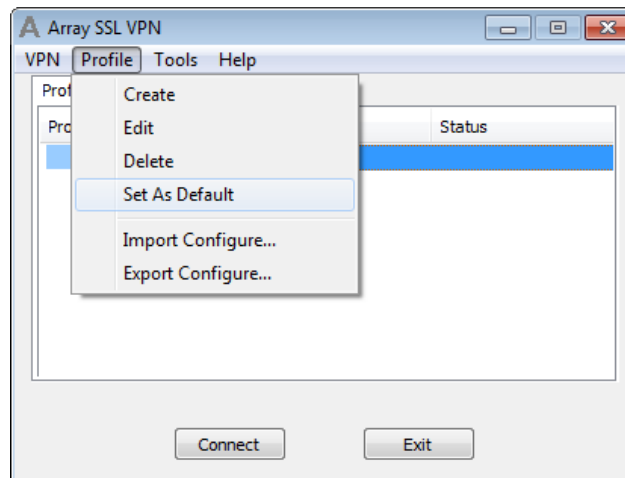 Array SSL VPN
VPN Profile Tools Help
Prof
Create
Pro
Status
Edit
Delete
Set As Default
Import Configure...
Export Configure...
Connect Exit